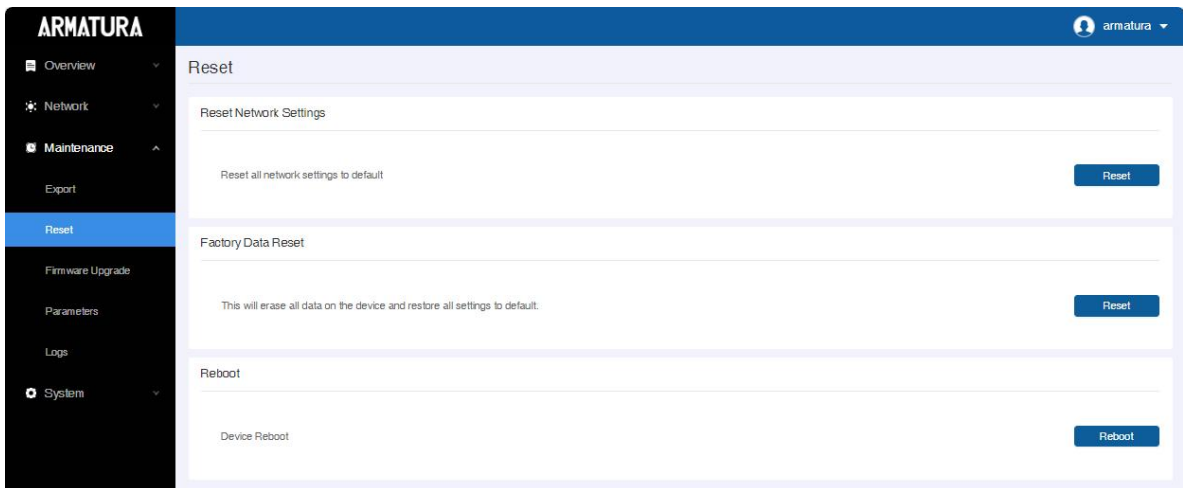 ARMATURA
armatura
Overview
Network
Maintenance
Export
Reset
Firmware Upgrade
Parameters
Logs
System
Reset
Reset Network Settings
Reset all network settings to default
Reset
Factory Data Reset
This will erase all data on the device and restore all settings to default.
Reset
Reboot
Device Reboot
Reboot